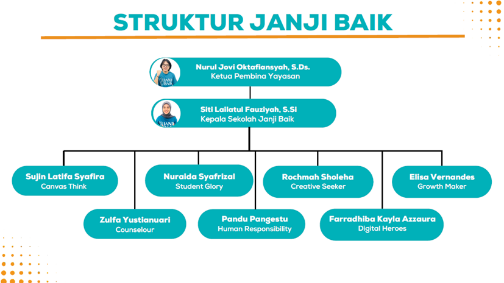 STRUKTUR JANJI BAIK
Nurul Jovi Oktafiansyah, S.Ds.
Ketua Pembina Yayasan
Siti Lailatul Fauziyah, S.Si
Kepala Sekolah Janji Baik
Sujin Latifa Syafira
Canvas Think
Nuraida Syafrizal
Student Glory
Rochmah Sholeha
Creative Seeker
Elisa Vernandes
Growth Maker
Zulfa Yustianuari
Counselour
Pandu Pangestu
Human Responsibility
Farradhiba Kayla Azzaura
Digital Heroes